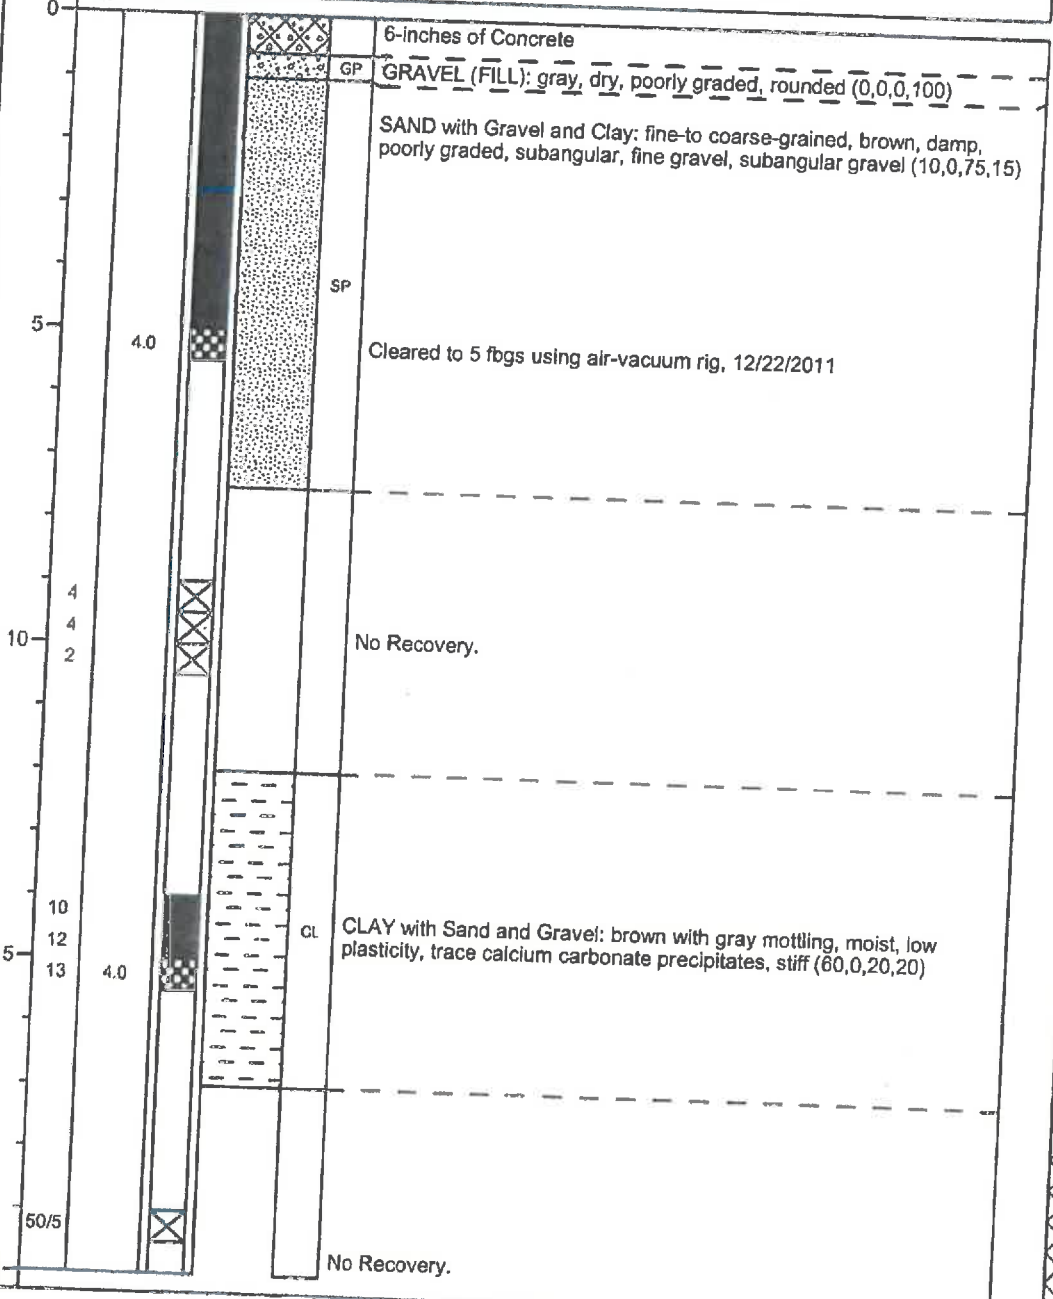 0
6-inches of Concrete
GP
GRAVEL (FILL): gray, dry, poorly graded, rounded (0,0,0,100)
SAND with Gravel and Clay: fine-to coarse-grained, brown, damp,
poorly graded, subangular, fine gravel, subangular gravel (10,0,75,15)
SP
5
4.0
Cleared to 5 fbgs using air-vacuum rig, 12/22/2011
4
4
10
2
No Recovery.
10
12
5
13
4.0
CL
CLAY with Sand and Gravel: brown with gray mottling, moist, low
plasticity, trace calcium carbonate precipitates, stiff (60,0,20,20)
50/5
No Recovery.